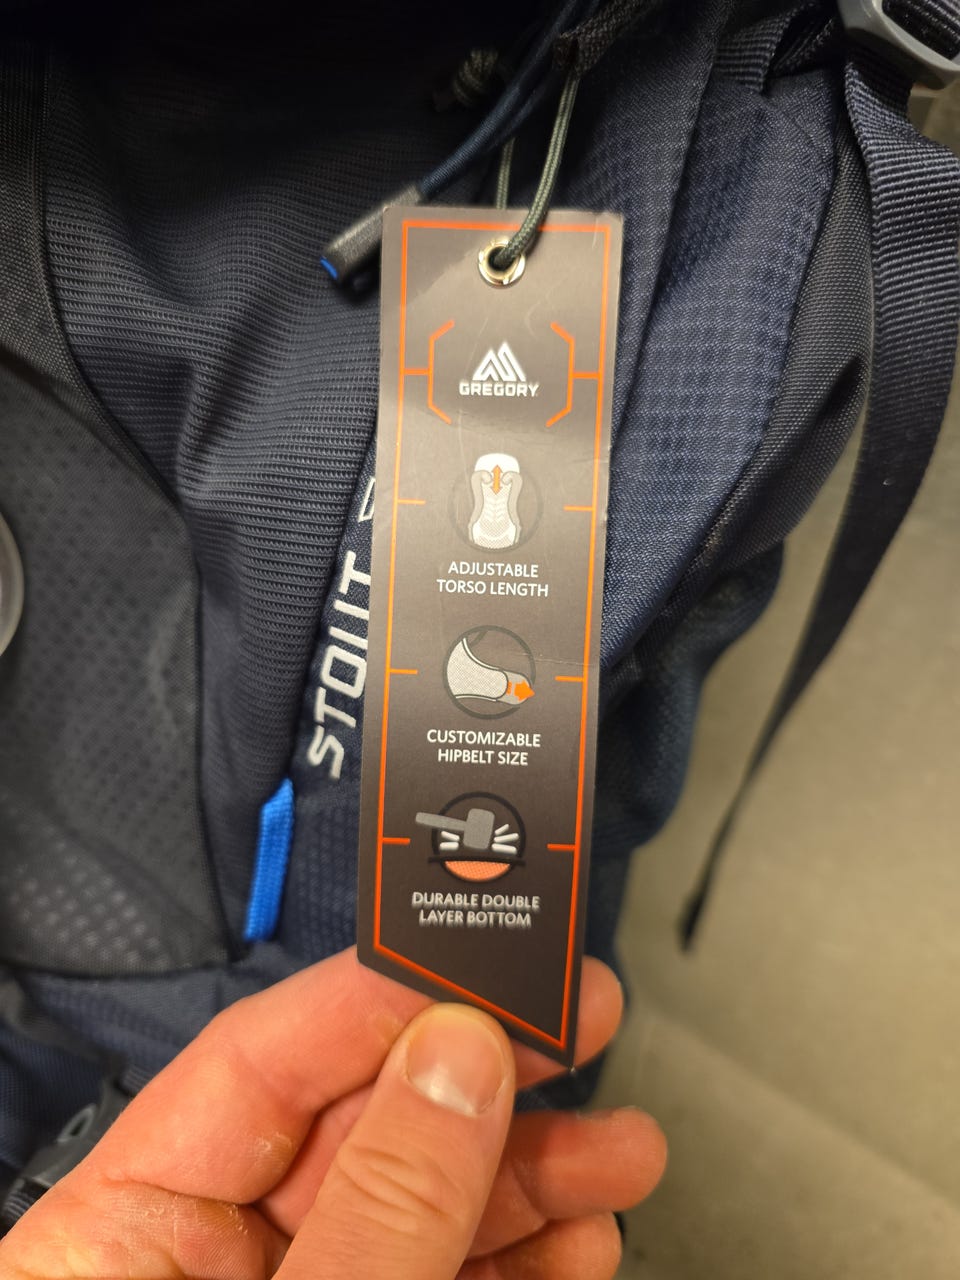 GREGORY
ADJUSTABLE
TORSO LENGTH
CUSTOMIZABLE
HIPBELT SIZE
DURABLE DOUBLE
LAYER BOTTOM
STOUT